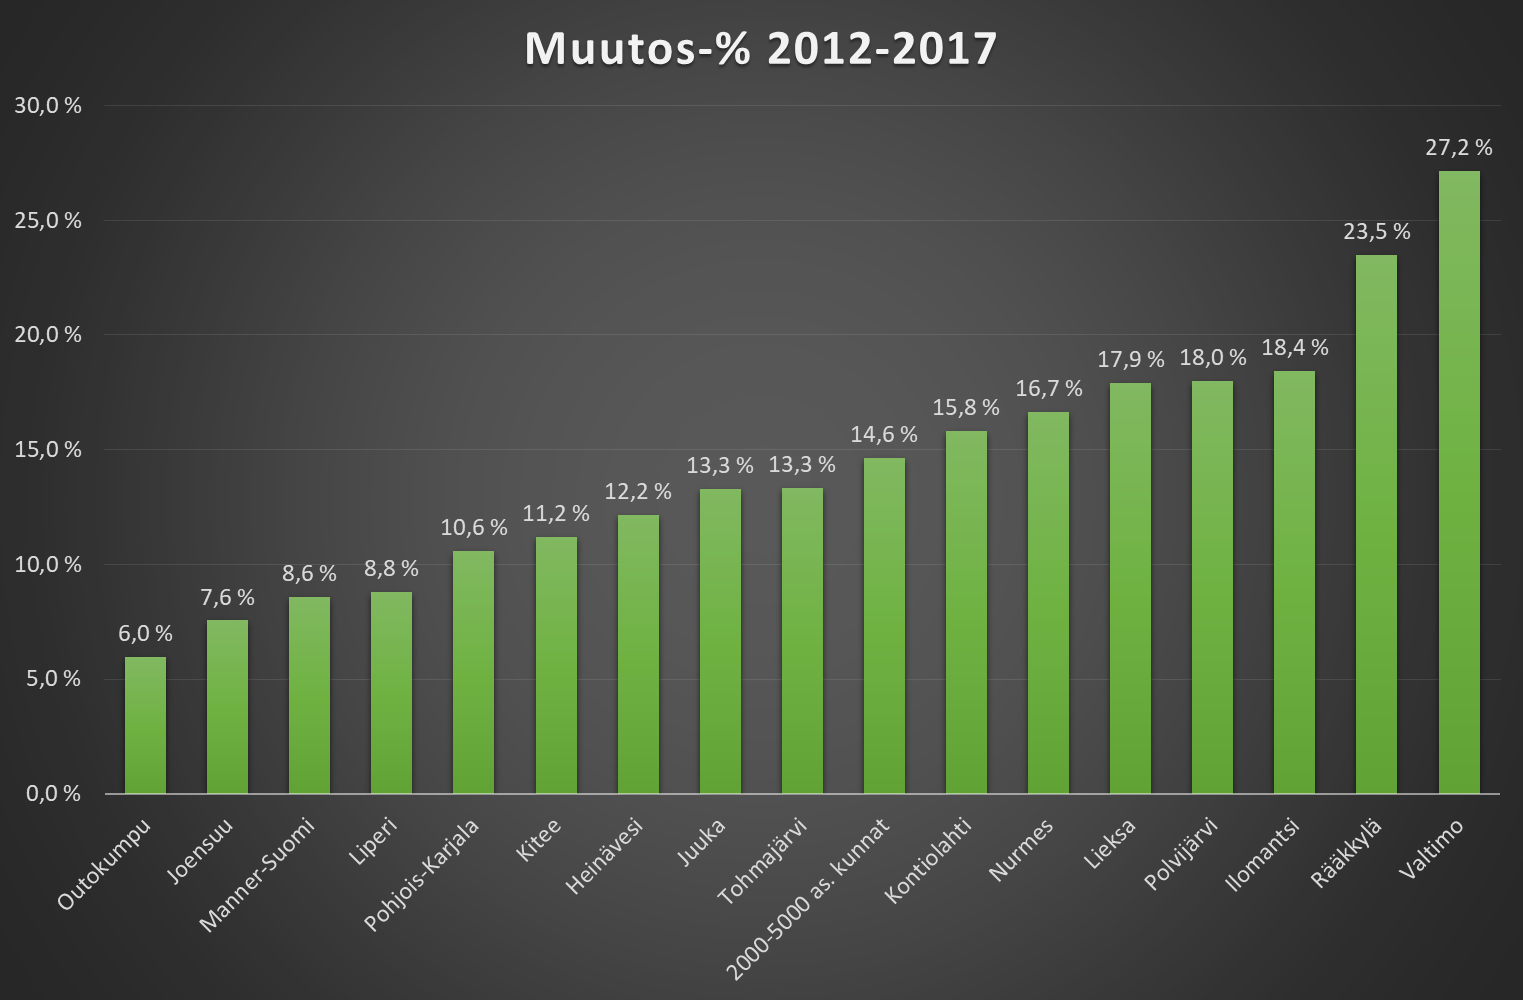 Muutos-% 2012-2017
30,0 %
25,0 %
20,0 %
15,0 %
10,0 %
5,0 %
0,0 %
6,0 %
7,6 %
8,6 %
8,8 %
10,6 %
11,2 %
12,2 %
13,3 %
13,3 %
14,6 %
15,8 %
16,7 %
17,9 %
18,0 %
18,4 %
23,5 %
27,2 %
Outokumpu
Joensuu
Manner-Suomi
Liperi
Pohjois-Karjala
Kitee
Heinävesi
Juuka
Tohmajärvi
2000-5000 as. kunnat
Kontiolahti
Nurmes
Lieksa
Polvijärvi
Ilomantsi
Rääkkylä
Valtimo